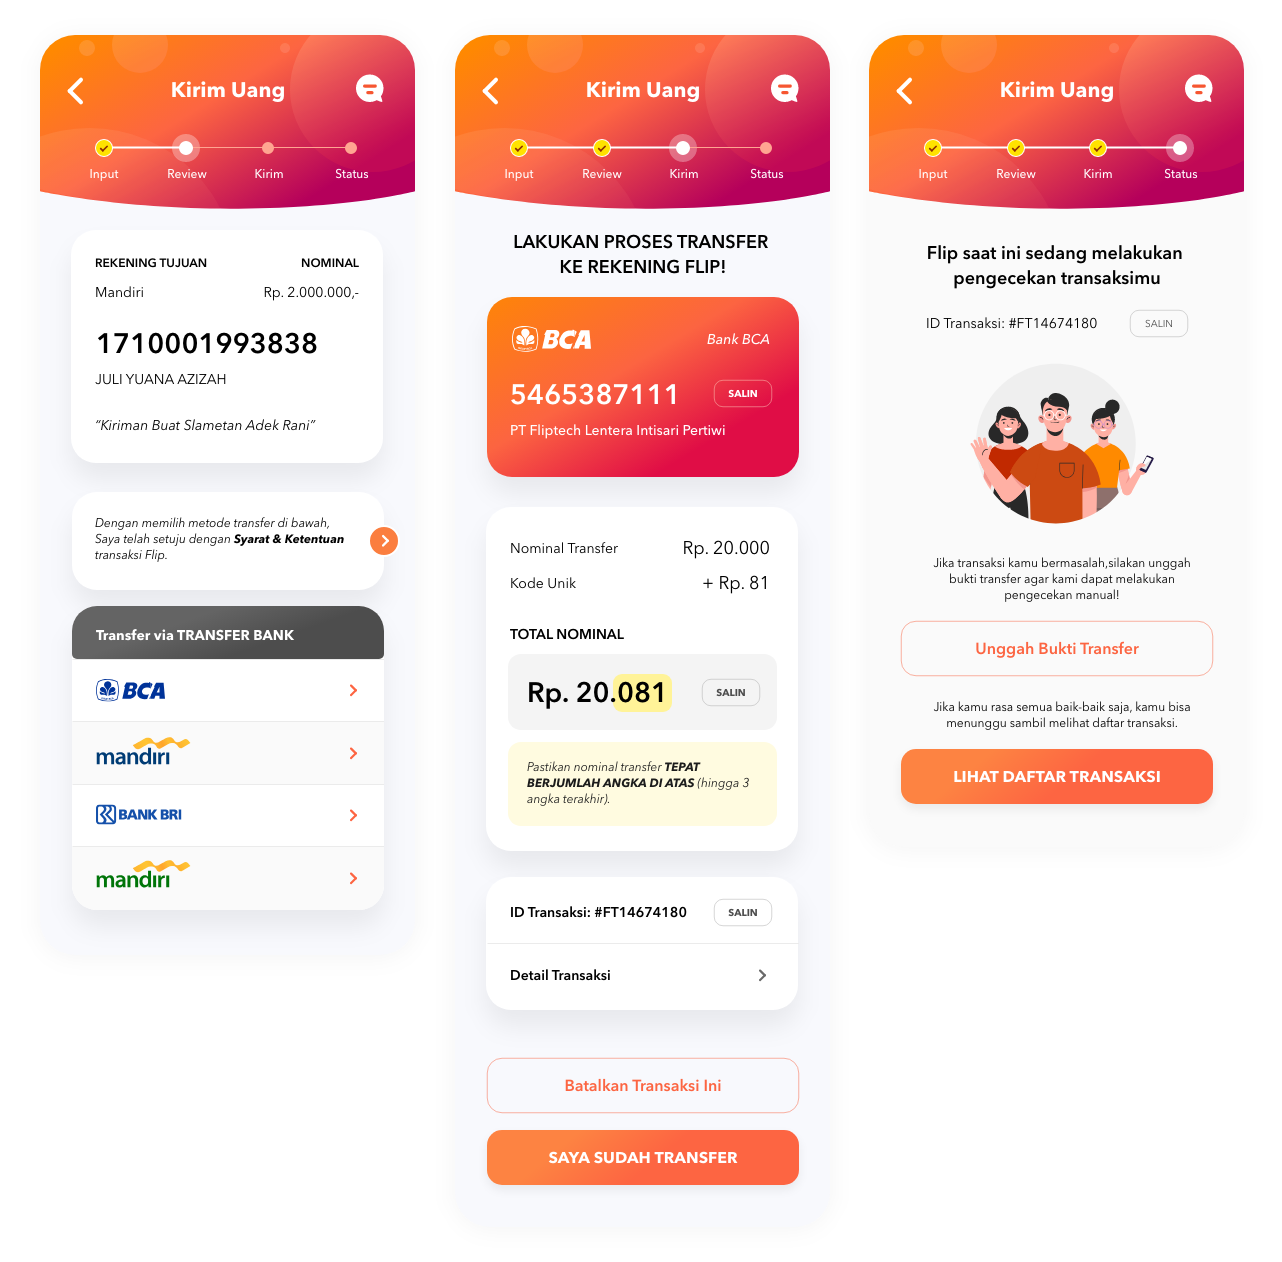 Kirim Uang
Input Review Kirim Status
REKENING TUJUAN NOMINAL
Mandiri Rp. 2.000.000,-
1710001993838
JULI YUANA AZIZAH
“Kiriman Buat Slametan Adek Rani”
Dengan memilih metode transfer di bawah,
Saya telah setuju dengan Syarat & Ketentuan
transaksi Flip.
Transfer via TRANSFER BANK
BCA
mandiri
BANK BRI
mandiri
Kirim Uang
Input Review Kirim Status
LAKUKAN PROSES TRANSFER
KE REKENING FLIP!
BCA Bank BCA
5465387111 SALIN
PT Fliptech Lentera Intisari Pertiwi
Nominal Transfer Rp. 20.000
Kode Unik + Rp. 81
TOTAL NOMINAL
Rp. 20.081 SALIN
Pastikan nominal transfer TEPAT
BERJUMLAH ANGKA DI ATAS (hingga 3
angka terakhir).
ID Transaksi: #FT14674180 SALIN
Detail Transaksi
Batalkan Transaksi Ini
SAYA SUDAH TRANSFER
Kirim Uang
Input Review Kirim Status
Flip saat ini sedang melakukan
pengecekan transaksimu
ID Transaksi: #FT14674180 SALIN
Jika transaksi kamu bermasalah,silakan unggah
bukti transfer agar kami dapat melakukan
pengecekan manual!
Unggah Bukti Transfer
Jika kamu rasa semua baik-baik saja, kamu bisa
menunggu sambil melihat daftar transaksi.
LIHAT DAFTAR TRANSAKSI